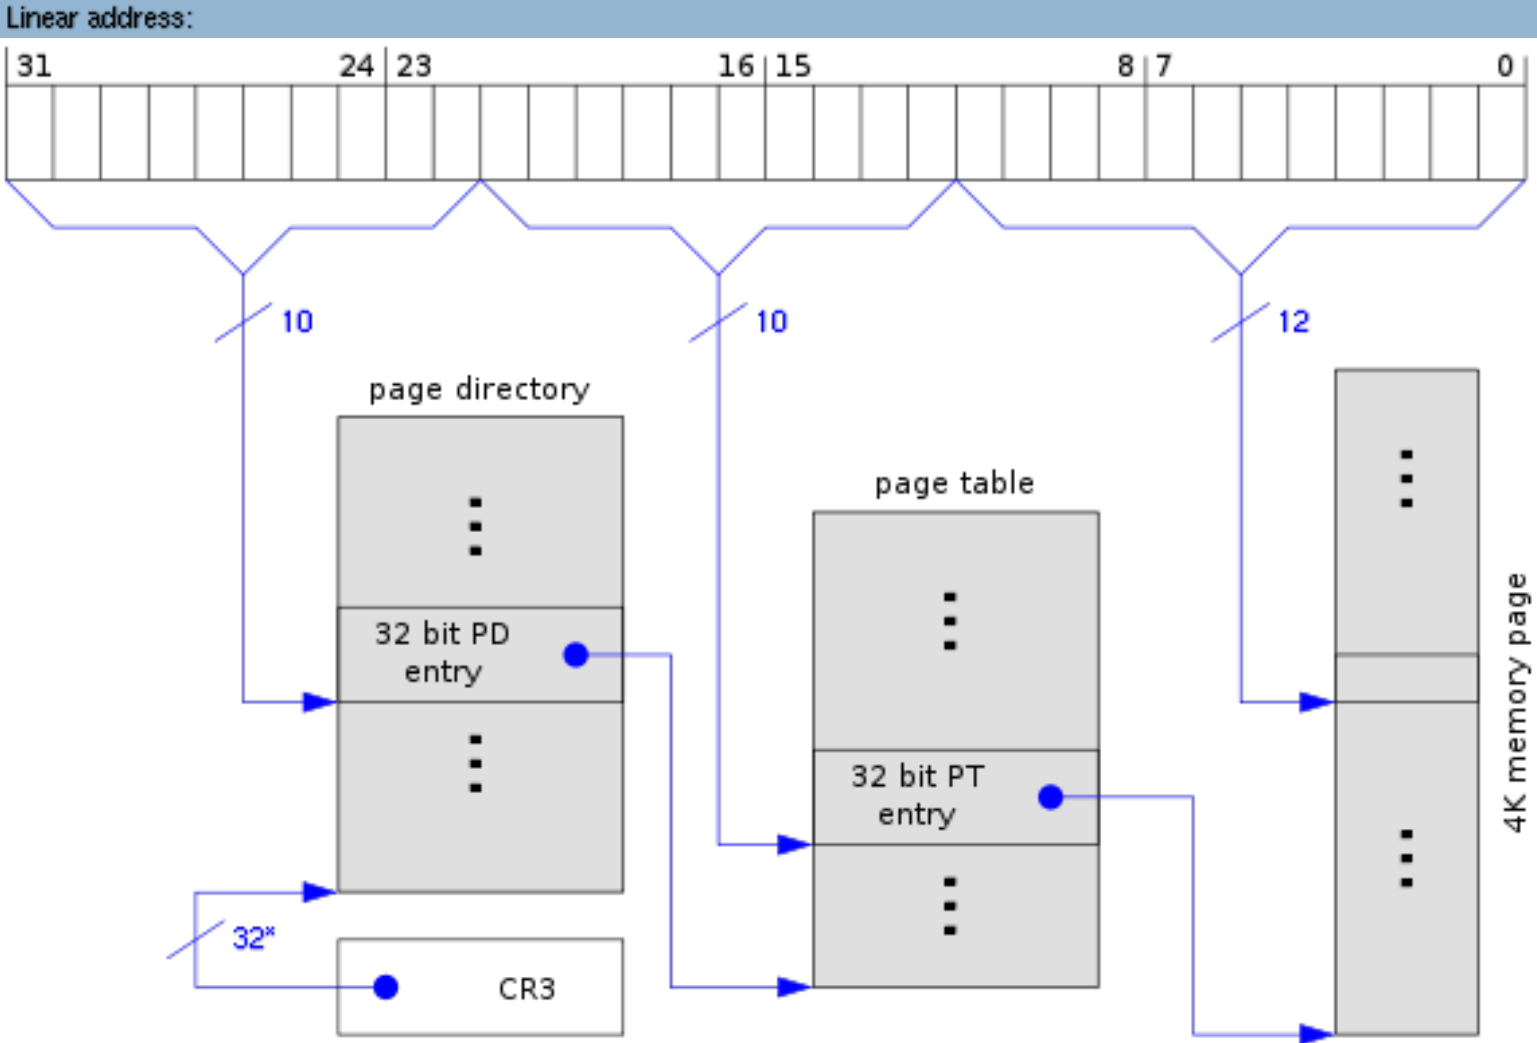 Linear address:
31 24 23 16 15 8 7 0
10 10 12
page directory
page table
32 bit PD
entry
32 bit PT
entry
4K memory page
32*
CR3